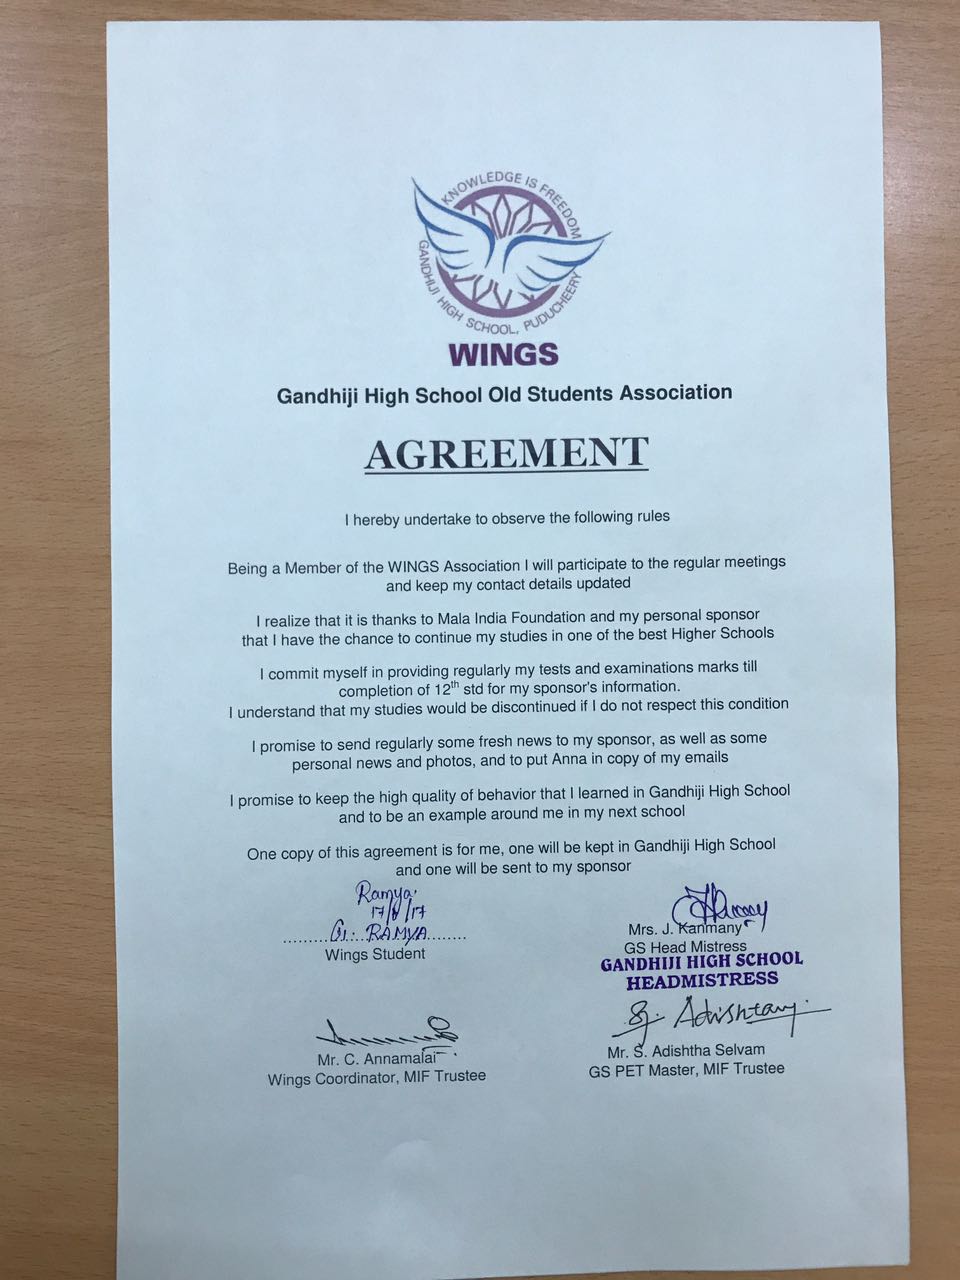 KNOWLEDGE IS FREEDOM
GANDHIJI HIGH SCHOOL, PUDUCHEERY
WINGS
Gandhiji High School Old Students Association
AGREEMENT
I hereby undertake to observe the following rules
Being a Member of the WINGS Association I will participate to the regular meetings
and keep my contact details updated
I realize that it is thanks to Mala India Foundation and my personal sponsor
that I have the chance to continue my studies in one of the best Higher Schools
I commit myself in providing regularly my tests and examinations marks till
completion of 12th std for my sponsor's information.
I understand that my studies would be discontinued if I do not respect this condition
I promise to send regularly some fresh news to my sponsor, as well as some
personal news and photos, and to put Anna in copy of my emails
I promise to keep the high quality of behavior that I learned in Gandhiji High School
and to be an example around me in my next school
One copy of this agreement is for me, one will be kept in Gandhiji High School
and one will be sent to my sponsor
Ramya.
G. RAMYA
Wings Student
Mrs. J. Kanmany
GS Head Mistress
GANDHIJI HIGH SCHOOL
HEADMISTRESS
Mr. C. Annamalai
Wings Coordinator, MIF Trustee
S. Adishtary.
Mr. S. Adishtha Selvam
GS PET Master, MIF Trustee